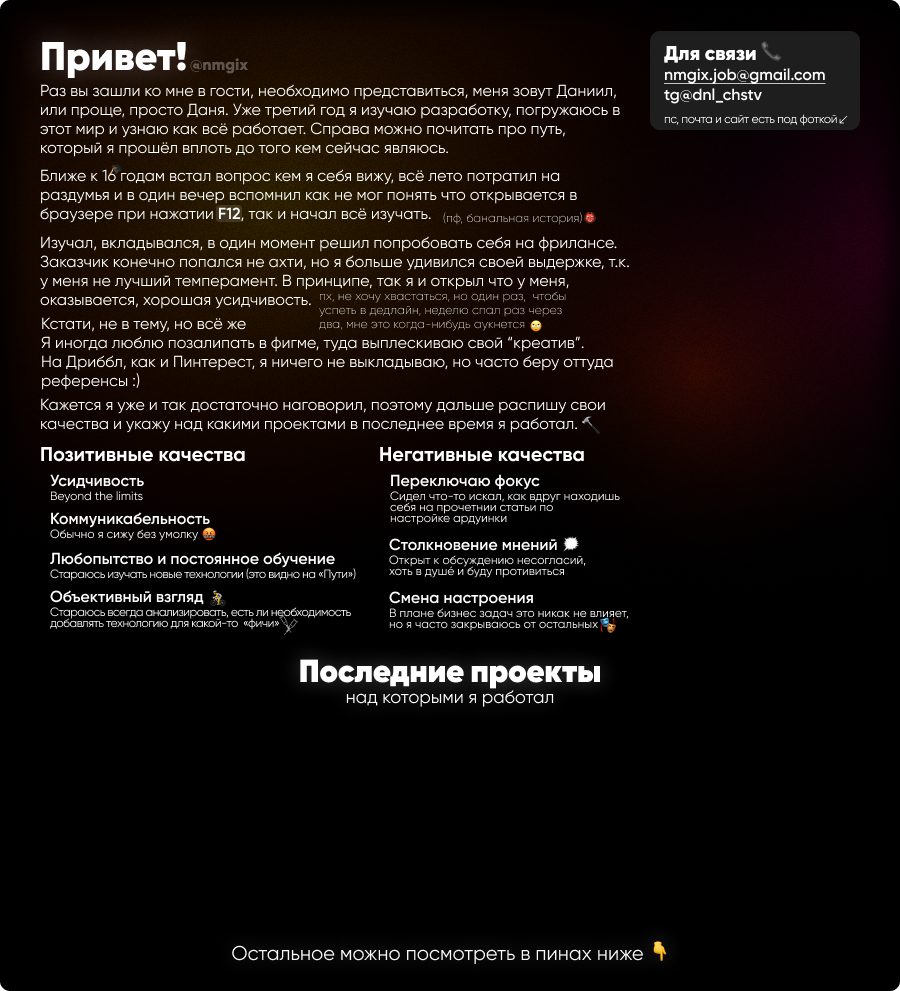 Привет! @nmgix
Раз вы зашли ко мне в гости, необходимо представиться, меня зовут Даниил,
или проще, просто Даня. Уже третий год я изучаю разработку, погружаюсь в
этот мир и узнаю как всё работает. Справа можно почитать про путь,
который я прошёл вплоть до того кем сейчас являюсь.
Для связи 📞
nmgix.job@gmail.com
tg@dnl_chstv
пс, почта и сайт есть под фоткой↙
Ближе к 16 годам встал вопрос кем я себя вижу, всё лето потратил на
раздумья и в один вечер вспомнил как не мог понять что открывается в
браузере при нажатии F12, так и начал всё изучать. (пф, банальная история)👹
Изучал, вкладывался, в один момент решил попробовать себя на фрилансе.
Заказчик конечно попался не ахти, но я больше удивился своей выдержке, т.к.
у меня не лучший темперамент. В принципе, так я и открыл что у меня,
оказывается, хорошая усидчивость.
пх, не хочу хвастаться, но один раз, чтобы
успеть в дедлайн, неделю спал раз через
два, мне это когда-нибудь аукнется 🙄
Кстати, не в тему, но всё же
Я иногда люблю позалипать в фигме, туда выплескиваю свой “креатив”.
На Дриббл, как и Пинтерест, я ничего не выкладываю, но часто беру оттуда
референсы :)
Кажется я уже и так достаточно наговорил, поэтому дальше распишу свои
качества и укажу над какими проектами в последнее время я работал. 🔨
Позитивные качества
Усидчивость
Beyond the limits
Коммуникабельность
Обычно я сижу без умолку 🤬
Любопытство и постоянное обучение
Стараюсь изучать новые технологии (это видно на «Пути»)
Объективный взгляд
Стараюсь всегда анализировать, есть ли необходимость
добавлять технологию для какой-то «фичи»
Негативные качества
Переключаю фокус
Сидел что-то искал, как вдруг находишь
себя на прочетнии статьи по
настройке ардуинки
Столкновение мнений
Открыт к обсуждению несогласий,
хоть в душе и буду противиться
Смена настроения
В плане бизнес задач это никак не влияет,
но я часто закрываюсь от остальных🎭
Последние проекты
над которыми я работал
Остальное можно посмотреть в пинах ниже 👇